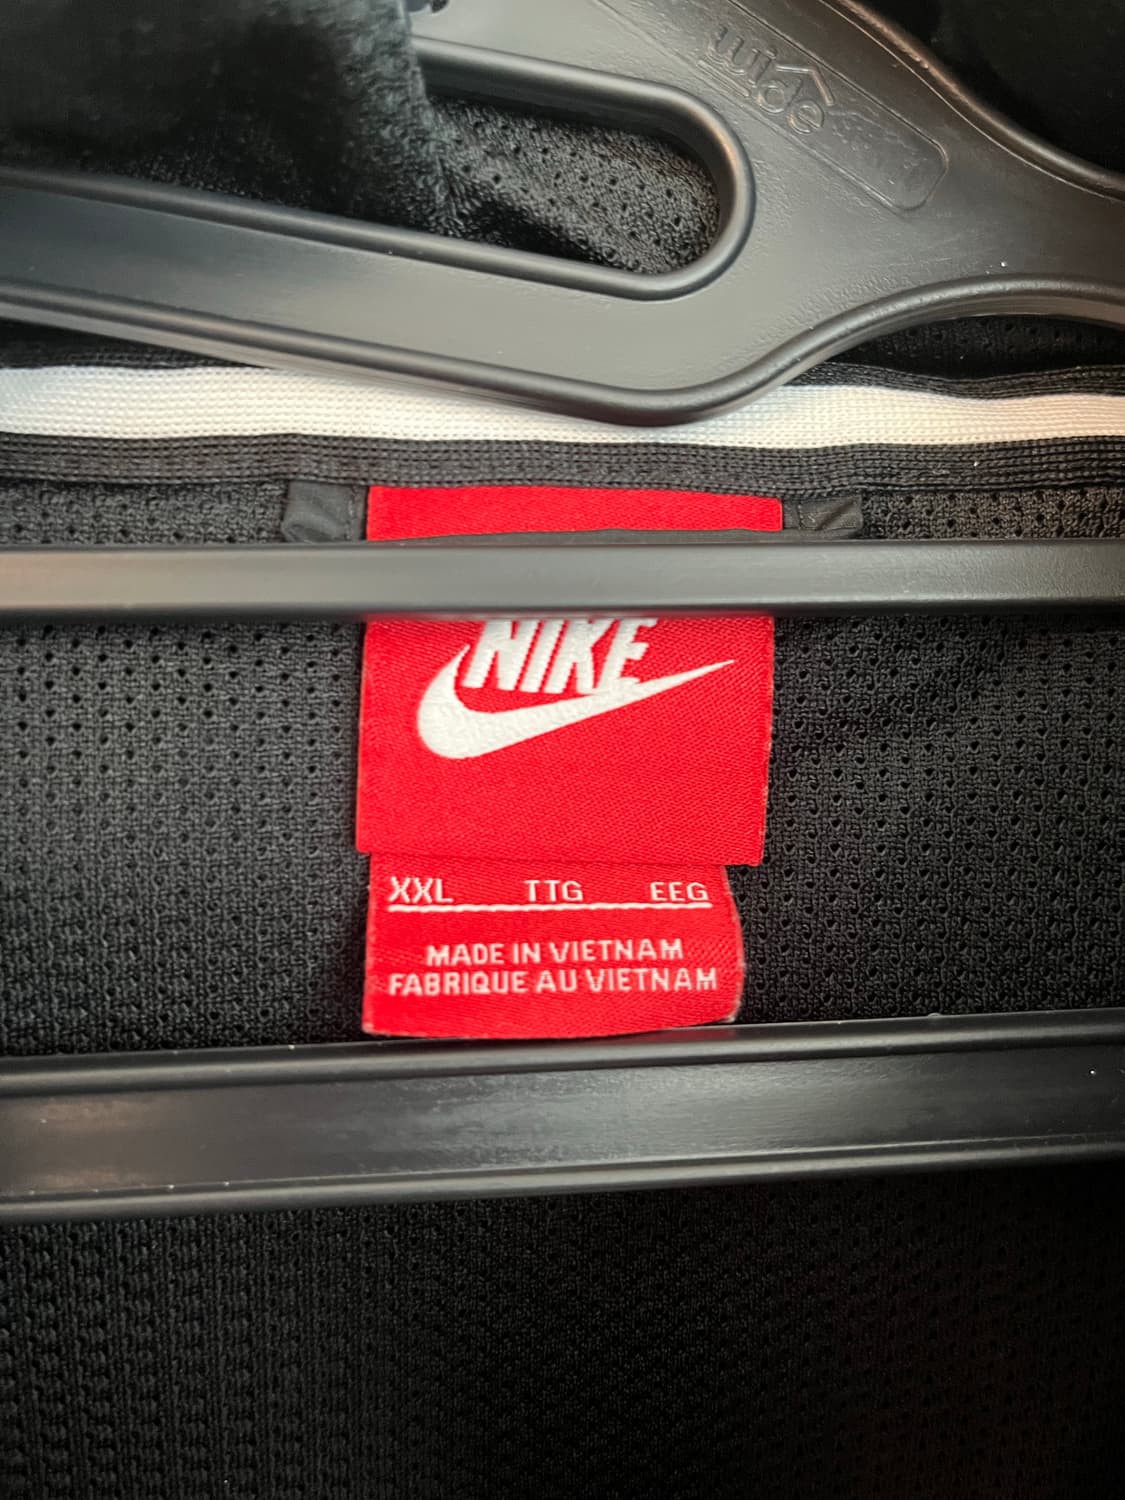 wide
NIKE
XXL TTG EEG
MADE IN VIETNAM
FABRIQUE AU VIETNAM